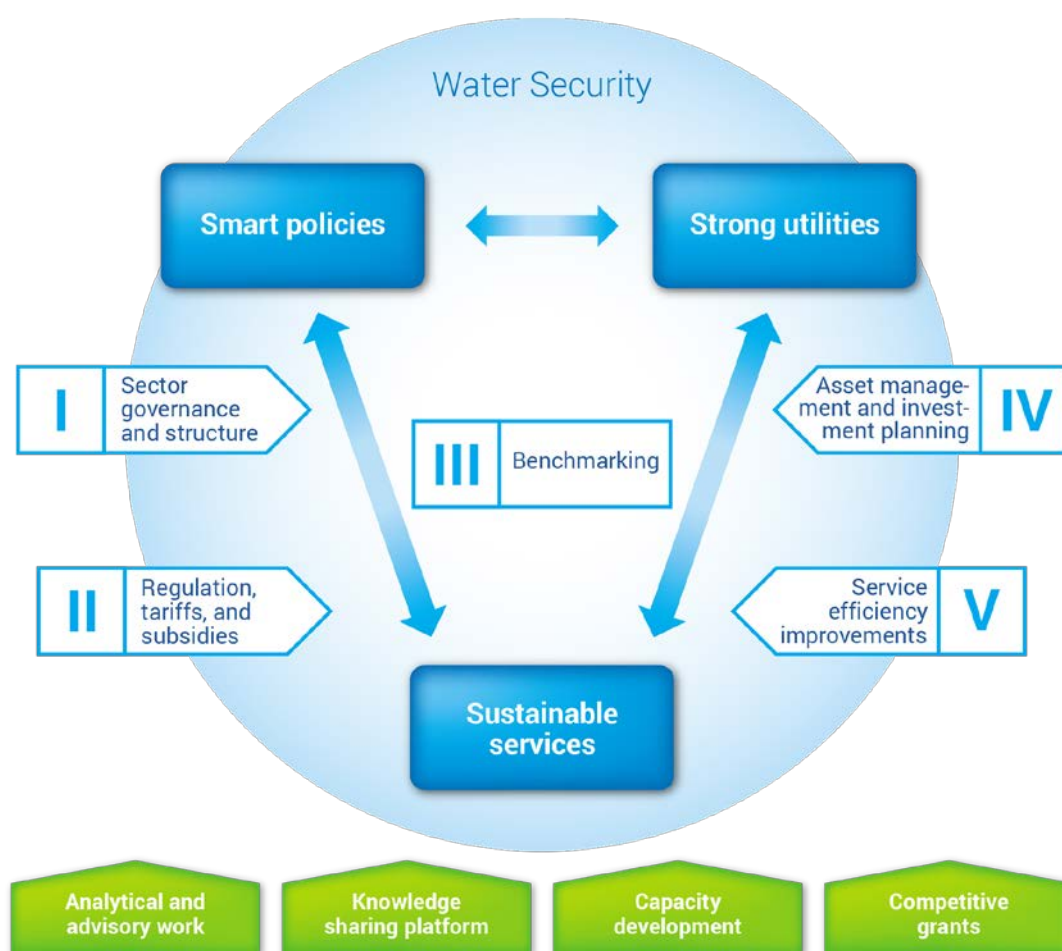 Water Security
Smart policies
Strong utilities
I
Sector
governance
and structure
Asset manage-
ment and invest-
ment planning
IV
III
Benchmarking
II
Regulation,
tariffs, and
subsidies
Service
efficiency
improvements
V
Sustainable
services
Analytical and
advisory work
Knowledge
sharing platform
Capacity
development
Competitive
grants